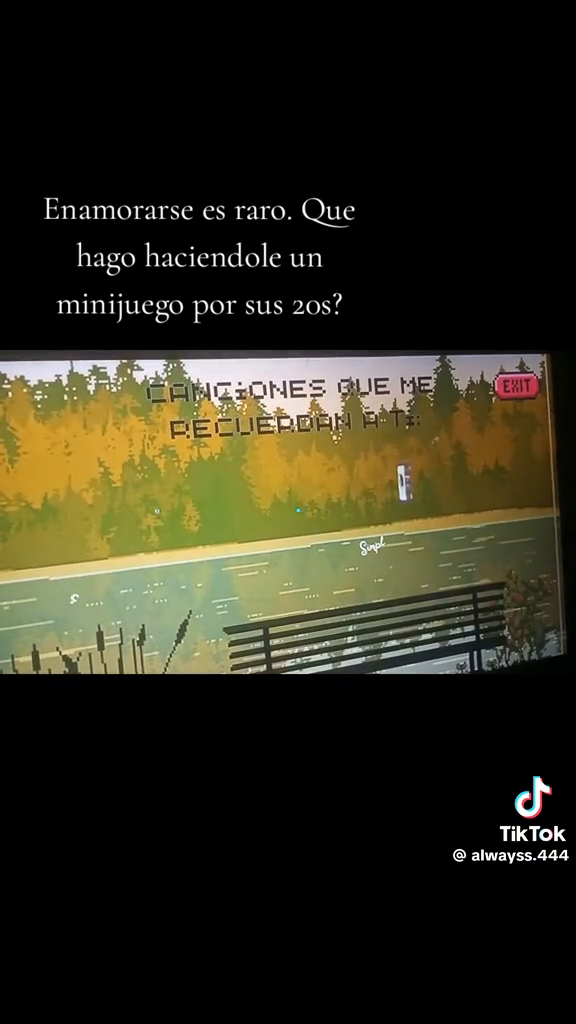 Enamorarse es raro. Que
hago haciendole un
minijuego por sus 20s?
CANCIONES QUE ME
RECUERDAN A TI:
EXIT
Simpl
s
TikTok
@ alwayss.444